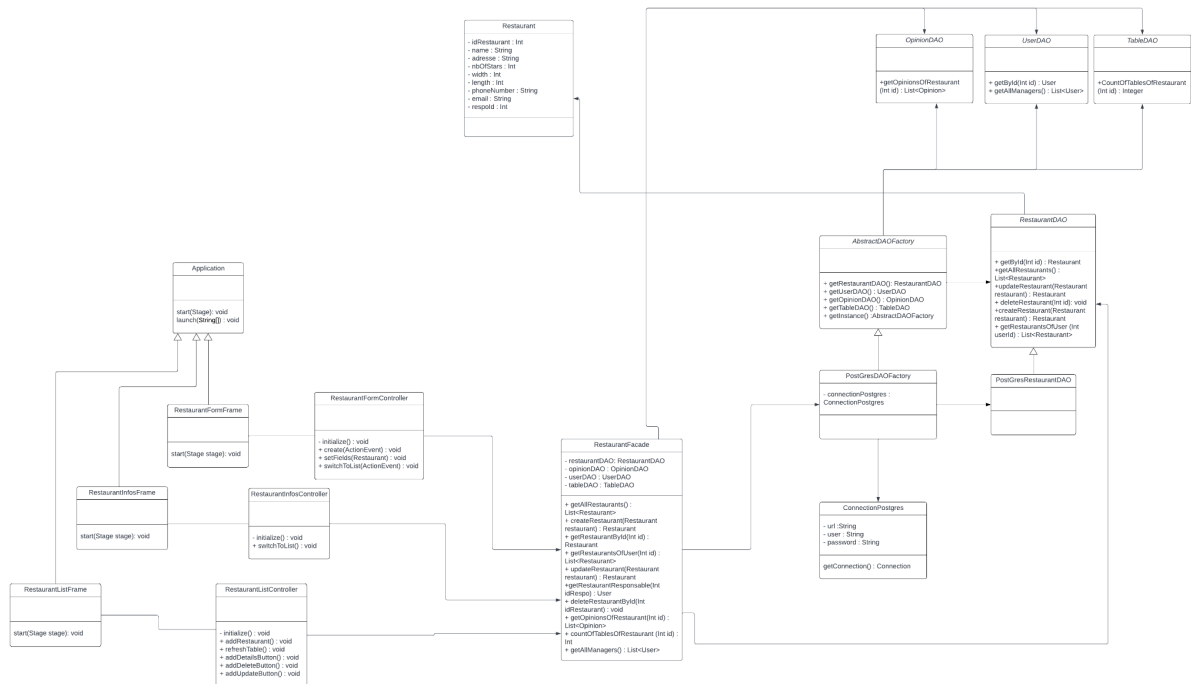 Restaurant
- idRestaurant : Int
- name : String
- adresse : String
- nbOfStars : Int
- width : Int
- length : Int
- phoneNumber : String
- email : String
- respoId : Int
OpinionDAO
+getOpinionsOfRestaurant
(Int id) : List<Opinion>
UserDAO
+ getById(Int id) : User
+ getAllManagers() : List<User>
TableDAO
+CountOfTablesOfRestaurant
(Int id) : Integer
AbstractDAOFactory
+ getRestaurantDAO(): RestaurantDAO
+ getUserDAO() : UserDAO
+ getOpinionDAO() : OpinionDAO
+ getTableDAO() : TableDAO
+ getInstance() :AbstractDAOFactory
RestaurantDAO
+ getById(Int id) : Restaurant
+getAllRestaurants() :
List<Restaurant>
+updateRestaurant(Restaurant
restaurant) : Restaurant
+ deleteRestaurant(Int id): void
+createRestaurant(Restaurant
restaurant) : Restaurant
+ getRestaurantsOfUser (Int
userId) : List<Restaurant>
Application
start(Stage): void
launch(String[]) : void
PostGresDAOFactory
- connectionPostgres :
ConnectionPostgres
PostGresRestaurantDAO
RestaurantFormFrame
start(Stage stage): void
RestaurantFormController
- initialize() : void
+ create(ActionEvent) : void
+ setFields(Restaurant) : void
+ switchToList(ActionEvent) : void
RestaurantFacade
- restaurantDAO: RestaurantDAO
- opinionDAO : OpinionDAO
- userDAO : UserDAO
- tableDAO : TableDAO
+ getAllRestaurants() :
List<Restaurant>
+ createRestaurant(Restaurant
restaurant) : Restaurant
+ getRestaurantById(Int id) :
Restaurant
+ getRestaurantsOfUser(Int id) :
List<Restaurant>
+ updateRestaurant(Restaurant
restaurant) : Restaurant
+getRestaurantResponsable(Int
idRespo) : User
+ deleteRestaurantById(Int
idRestaurant) : void
+ getOpinionsOfRestaurant(Int id) :
List<Opinion>
+ countOfTablesOfRestaurant (Int id) :
Int
+ getAllManagers() : List<User>
RestaurantInfosFrame
start(Stage stage): void
RestaurantInfosController
- initialize() : void
+ switchToList() : void
ConnectionPostgres
- url :String
- user : String
- password : String
getConnection() : Connection
RestaurantListFrame
start(Stage stage): void
RestaurantListController
- initialize() : void
+ addRestaurant() : void
+ refreshTable() : void
+ addDetailsButton() : void
+ addDeleteButton() : void
+ addUpdateButton() : void